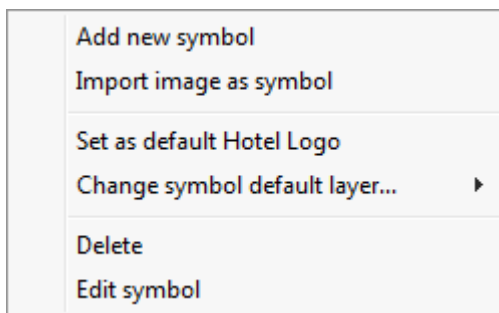 Add new symbol
Import image as symbol
Set as default Hotel Logo
Change symbol default layer...
Delete
Edit symbol